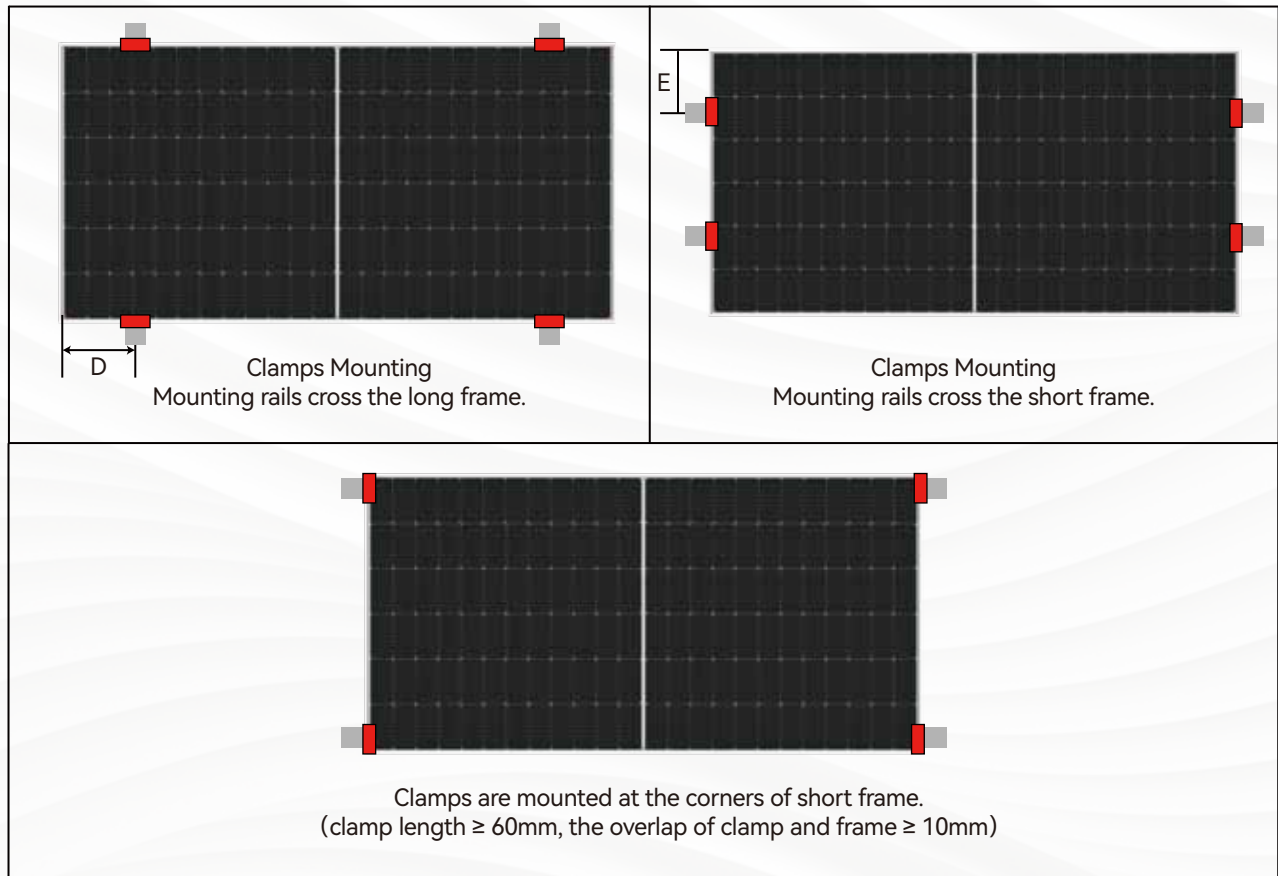 D
Clamps Mounting
Mounting rails cross the long frame.
E
Clamps Mounting
Mounting rails cross the short frame.
Clamps are mounted at the corners of short frame.
(clamp length ≥ 60mm, the overlap of clamp and frame ≥ 10mm)